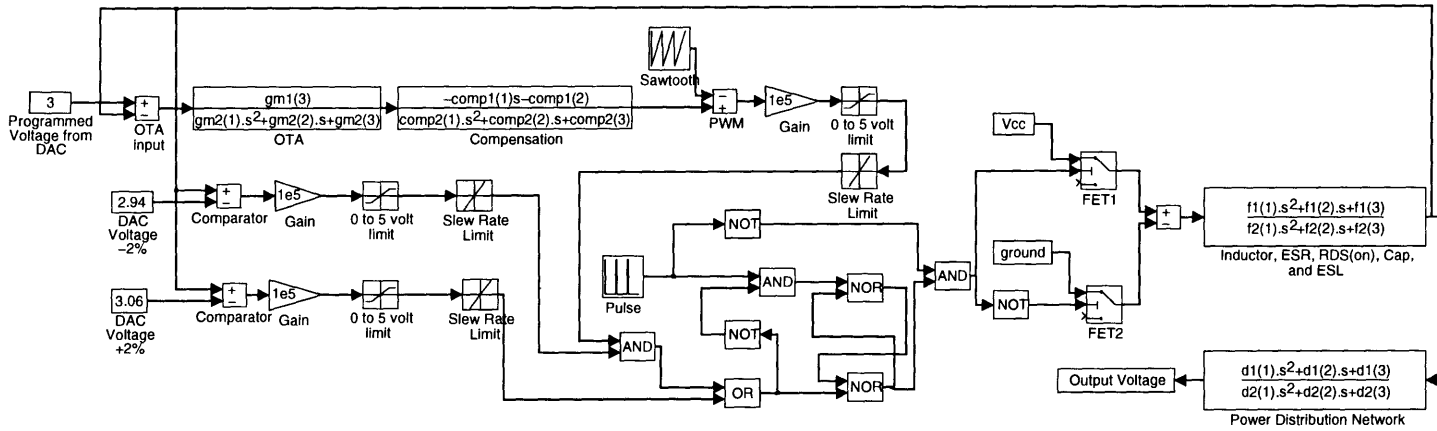 3
Programmed
Voltage from
DAC
+
−
OTA
input
gm1(3)
gm2(1).s²+gm2(2).s+gm2(3)
OTA
~comp1(1)s−comp1(2)
comp2(1).s²+comp2(2).s+comp2(3)
Compensation
Sawtooth
−
+
PWM
1e5
Gain
0 to 5 volt
limit
Slew Rate
Limit
2.94
DAC
Voltage
−2%
+
−
Comparator
1e5
Gain
0 to 5 volt
limit
Slew Rate
Limit
3.06
DAC
Voltage
+2%
+
−
Comparator
1e5
Gain
0 to 5 volt
limit
Slew Rate
Limit
Pulse
NOT
AND
NOR
NOT
AND
OR
NOR
AND
NOT
Vcc
FET1
ground
FET2
+
−
f1(1).s²+f1(2).s+f1(3)
f2(1).s²+f2(2).s+f2(3)
Inductor, ESR, RDS(on), Cap,
and ESL
Output Voltage
d1(1).s²+d1(2).s+d1(3)
d2(1).s²+d2(2).s+d2(3)
Power Distribution Network